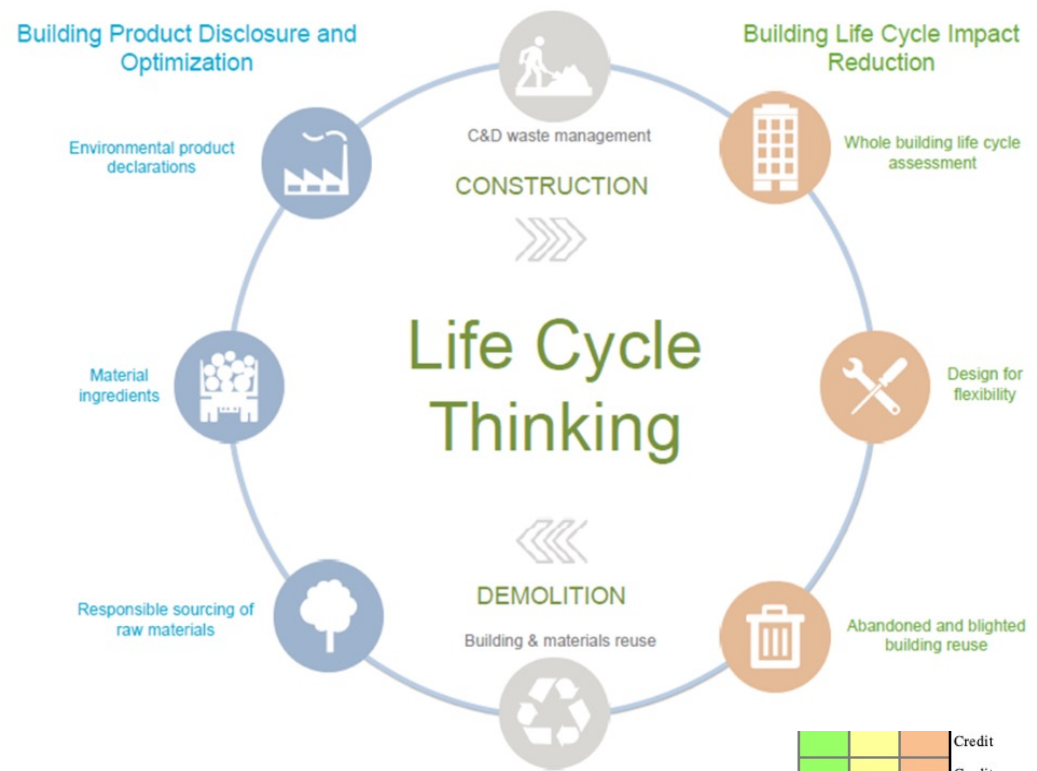 Building Product Disclosure and
Optimization
Building Life Cycle Impact
Reduction
C&D waste management
CONSTRUCTION
Environmental product
declarations
Whole building life cycle
assessment
Life Cycle
Thinking
Material
ingredients
Design for
flexibility
DEMOLITION
Building & materials reuse
Responsible sourcing of
raw materials
Abandoned and blighted
building reuse
Credit